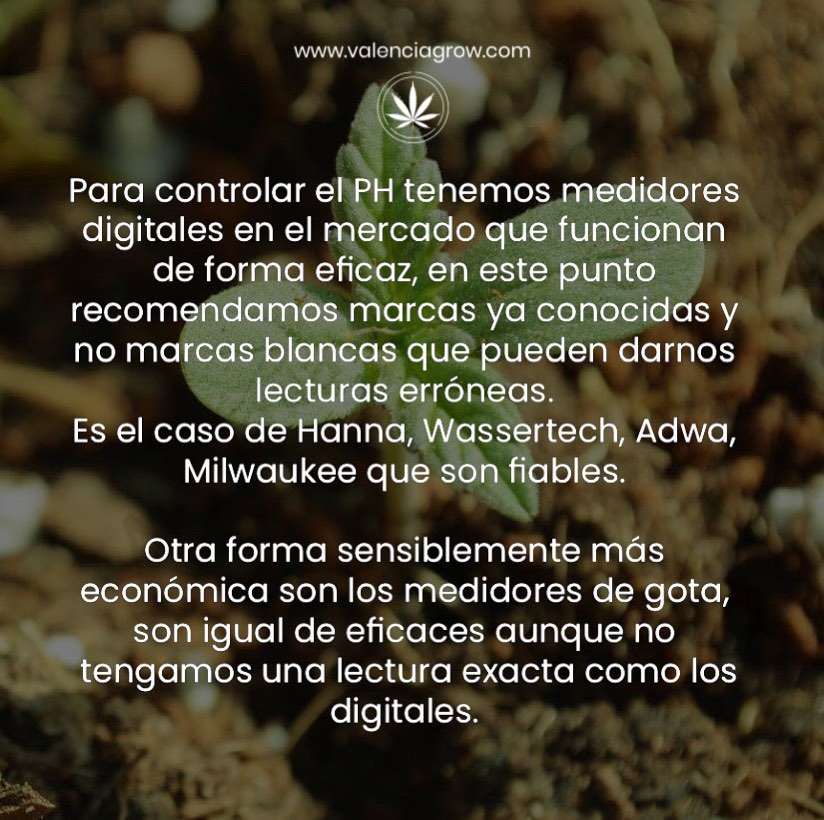 www.valenciagrow.com
Para controlar el PH tenemos medidores
digitales en el mercado que funcionan
de forma eficaz, en este punto
recomendamos marcas ya conocidas y
no marcas blancas que pueden darnos
lecturas erróneas.
Es el caso de Hanna, Wassertech, Adwa,
Milwaukee que son fiables.
Otra forma sensiblemente más
económica son los medidores de gota,
son igual de eficaces aunque no
tengamos una lectura exacta como los
digitales.